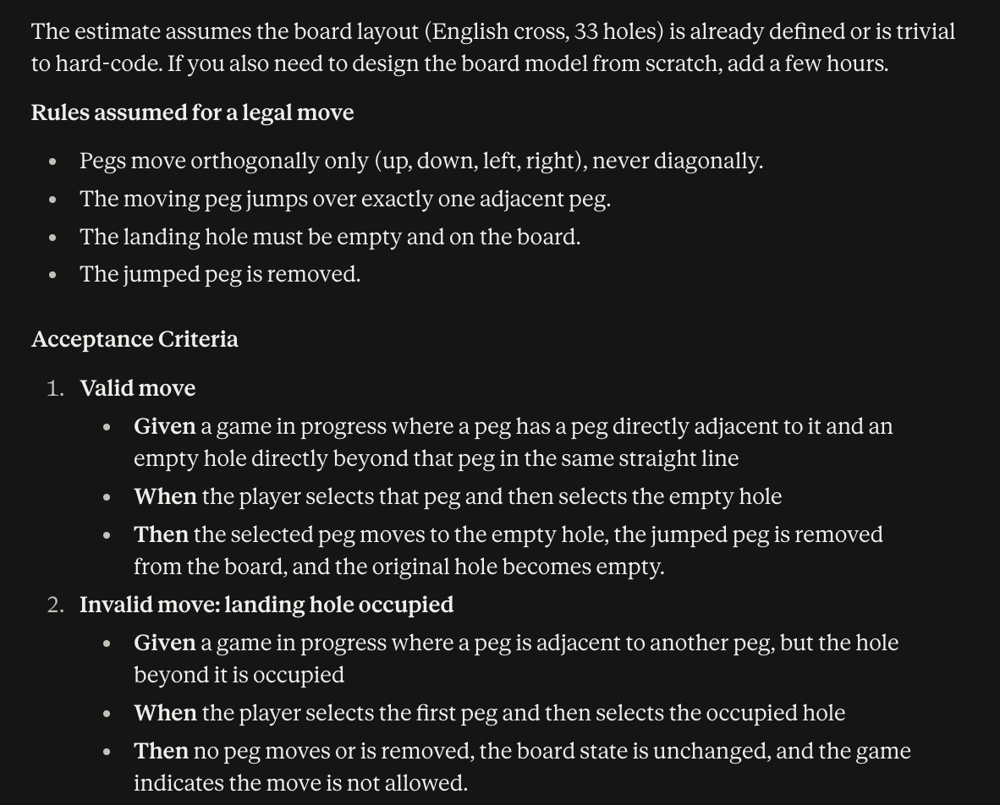 The estimate assumes the board layout (English cross, 33 holes) is already defined or is trivial
to hard-code. If you also need to design the board model from scratch, add a few hours.
Rules assumed for a legal move
• Pegs move orthogonally only (up, down, left, right), never diagonally.
• The moving peg jumps over exactly one adjacent peg.
• The landing hole must be empty and on the board.
• The jumped peg is removed.
Acceptance Criteria
1. Valid move
• Given a game in progress where a peg has a peg directly adjacent to it and an
empty hole directly beyond that peg in the same straight line
• When the player selects that peg and then selects the empty hole
• Then the selected peg moves to the empty hole, the jumped peg is removed
from the board, and the original hole becomes empty.
2. Invalid move: landing hole occupied
• Given a game in progress where a peg is adjacent to another peg, but the hole
beyond it is occupied
• When the player selects the first peg and then selects the occupied hole
• Then no peg moves or is removed, the board state is unchanged, and the game
indicates the move is not allowed.